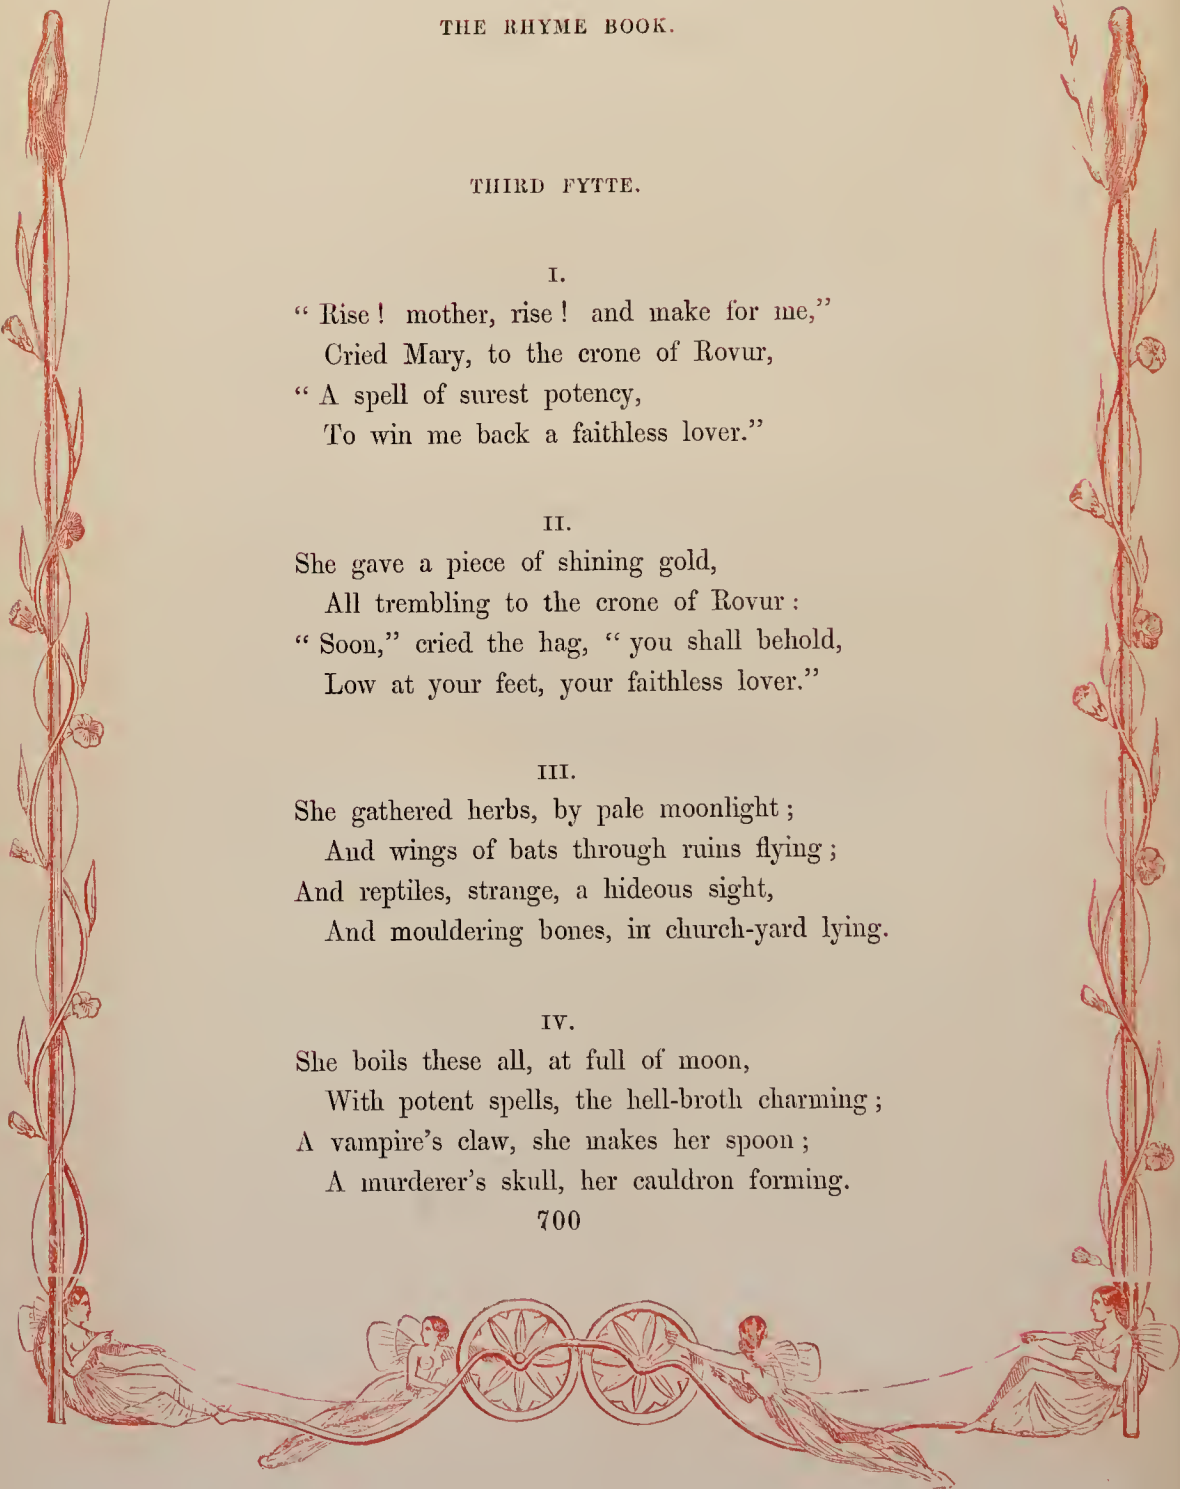 THE RHYME BOOK.
THIRD FYTTE.
I.
“ Rise ! mother, rise ! and make for me,”
Cried Mary, to the crone of Rovur,
“ A spell of surest potency,
To win me back a faithless lover.”
II.
She gave a piece of shining gold,
All trembling to the crone of Rovur :
“ Soon,” cried the hag, “ you shall behold,
Low at your feet, your faithless lover.”
III.
She gathered herbs, by pale moonlight ;
And wings of bats through ruins flying ;
And reptiles, strange, a hideous sight,
And mouldering bones, in church-yard lying.
IV.
She boils these all, at full of moon,
With potent spells, the hell-broth charming ;
A vampire’s claw, she makes her spoon ;
A murderer’s skull, her cauldron forming.
700